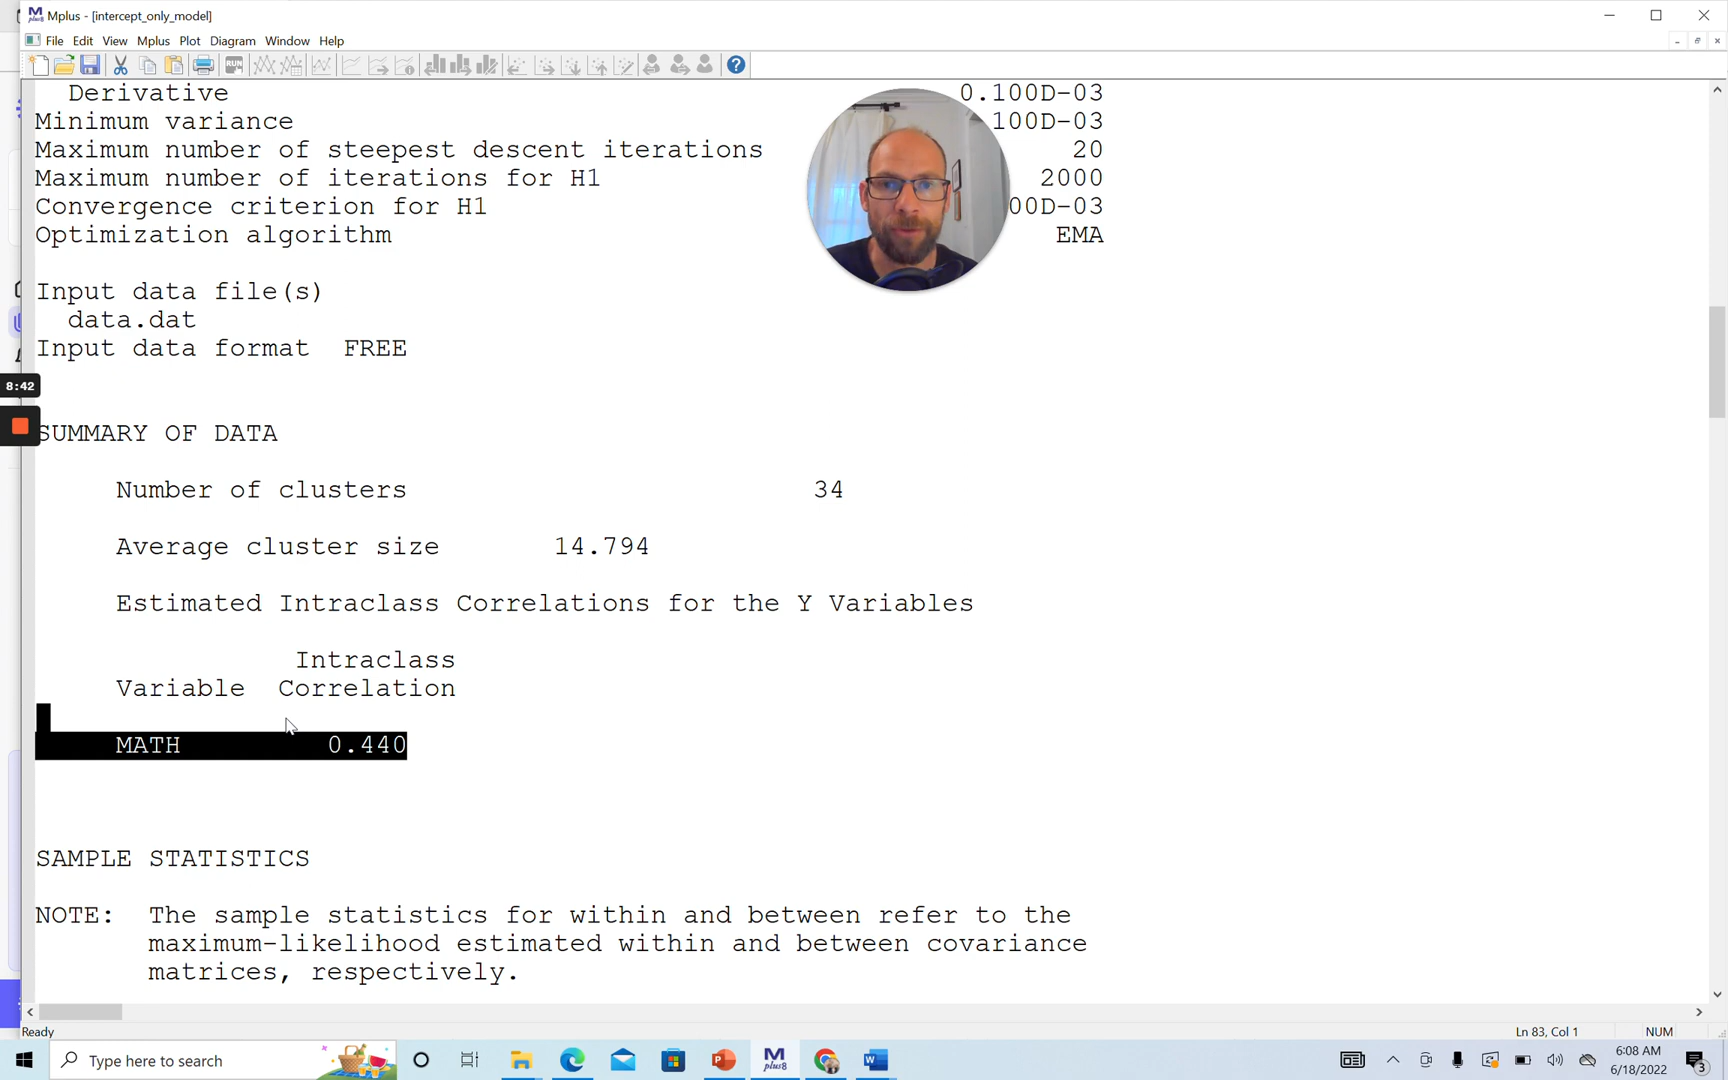 Mplus - [intercept_only_model]
File Edit View Mplus Plot Diagram Window Help
RUN
Derivative 0.100D-03
Minimum variance 100D-03
Maximum number of steepest descent iterations 20
Maximum number of iterations for H1 2000
Convergence criterion for H1 00D-03
Optimization algorithm EMA
Input data file(s)
data.dat
Input data format FREE
8:42
SUMMARY OF DATA
Number of clusters 34
Average cluster size 14.794
Estimated Intraclass Correlations for the Y Variables
Intraclass
Variable Correlation
MATH 0.440
SAMPLE STATISTICS
NOTE: The sample statistics for within and between refer to the
maximum-likelihood estimated within and between covariance
matrices, respectively.
Ready Ln 83, Col 1 NUM
Type here to search
6:08 AM
6/18/2022
3